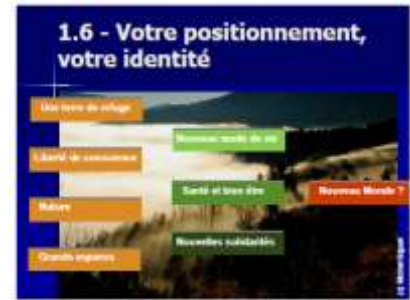 1.6 - Votre positionnement,
votre identité
Une terre de refuge
Nouveau mode de vie
Liberté de conscience
Santé et bien être
Nouveau Monde ?
Nature
Nouvelles solidarités
Grands espaces